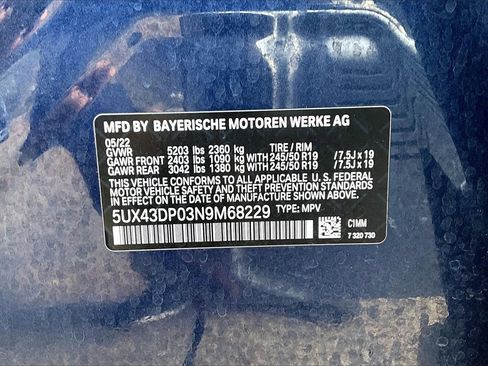 MFD BY BAYERISCHE MOTOREN WERKE AG
05/22
GVWR 5203 lbs 2360 kg TIRE / RIM
GAWR FRONT 2403 lbs 1090 kg WITH 245/50 R19 /7.5J x 19
GAWR REAR 3042 lbs 1380 kg WITH 245/50 R19 /7.5J x 19
THIS VEHICLE CONFORMS TO ALL APPLICABLE U. S. FEDERAL
MOTOR VEHICLE SAFETY AND THEFT PREVENTION STANDARDS
IN EFFECT ON THE DATE OF MANUFACTURE SHOWN ABOVE.
5UX43DP03N9M68229 TYPE: MPV
C1MM
7 320 730